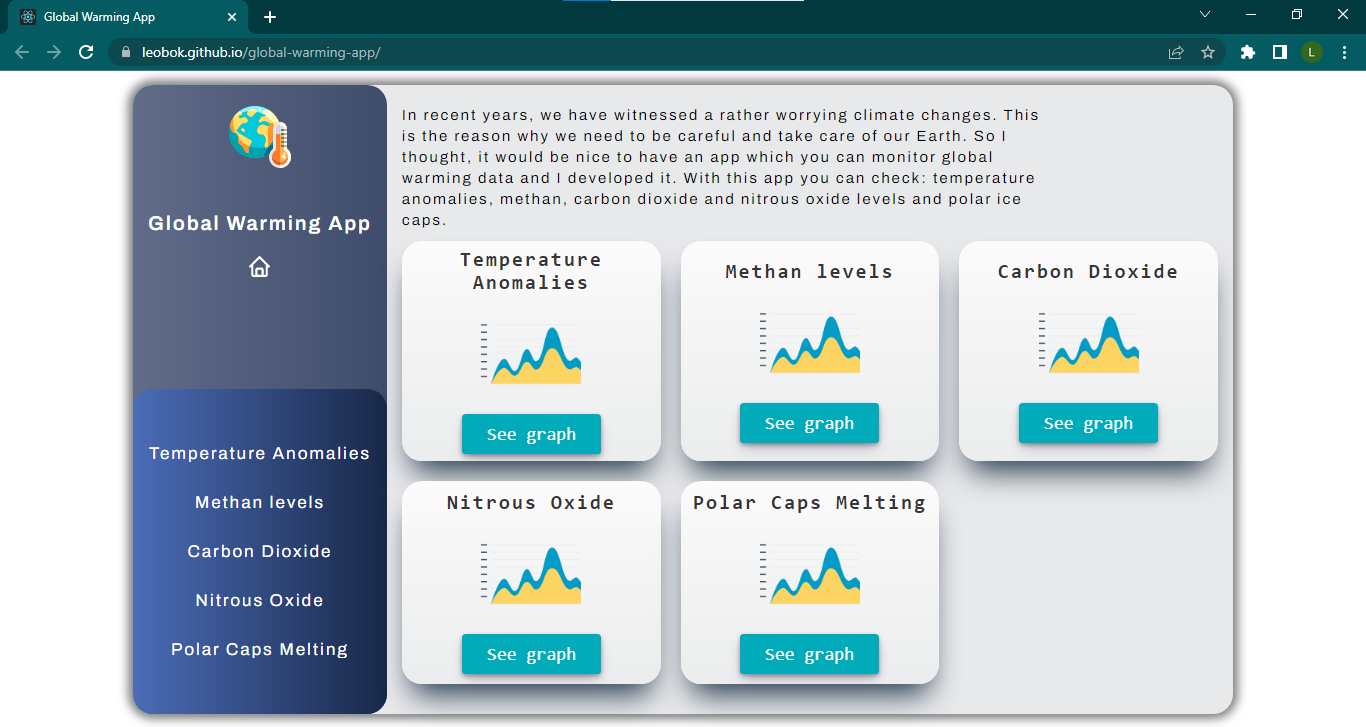 Global Warming App
leobok.github.io/global-warming-app/
L
Global Warming App
Temperature Anomalies
Methan levels
Carbon Dioxide
Nitrous Oxide
Polar Caps Melting
In recent years, we have witnessed a rather worrying climate changes. This
is the reason why we need to be careful and take care of our Earth. So I
thought, it would be nice to have an app which you can monitor global
warming data and I developed it. With this app you can check: temperature
anomalies, methan, carbon dioxide and nitrous oxide levels and polar ice
caps.
Temperature
Anomalies
See graph
Methan levels
See graph
Carbon Dioxide
See graph
Nitrous Oxide
See graph
Polar Caps Melting
See graph